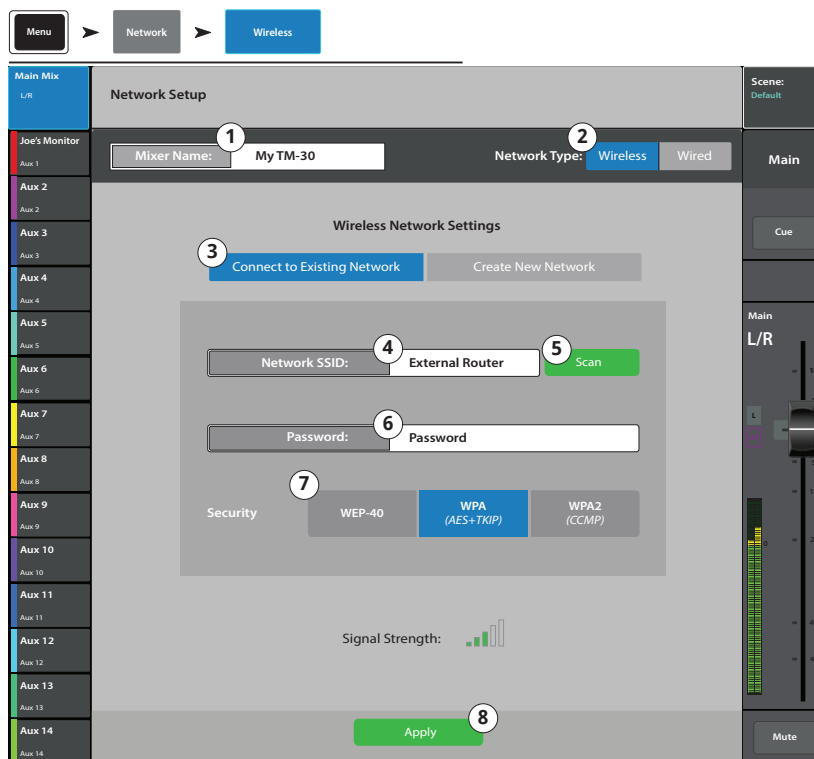 Menu
Network
Wireless
Main Mix
L/R
Network Setup
Scene:
Default
Joe's Monitor
Aux 1
1
Mixer Name:
My TM-30
2
Network Type:
Wireless
Wired
Main
Aux 2
Aux 2
Aux 3
Aux 3
Wireless Network Settings
Cue
3
Connect to Existing Network
Create New Network
Aux 4
Aux 4
Aux 5
Aux 5
Main
L/R
4
Network SSID:
External Router
5
Scan
Aux 6
Aux 6
Aux 7
Aux 7
6
Password:
Password
L
Aux 8
Aux 8
7
Security
WEP-40
WPA
(AES+TKIP)
WPA2
(CCMP)
Aux 9
Aux 9
Aux 10
Aux 10
Aux 11
Aux 11
Aux 12
Aux 12
Signal Strength:
Aux 13
Aux 13
Aux 14
Aux 14
8
Apply
Mute